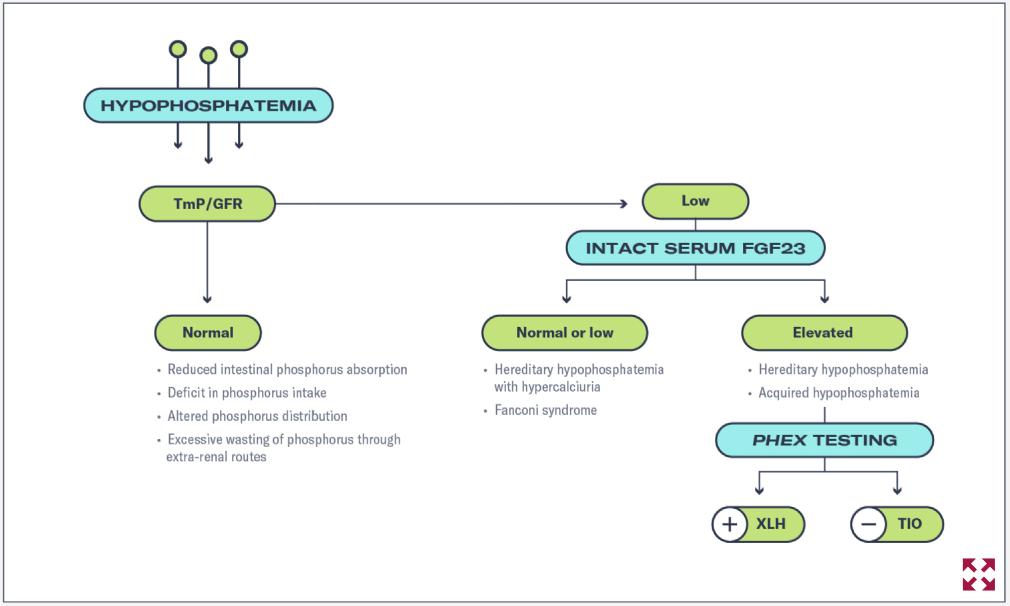 HYPOPHOSPHATEMIA
TmP/GFR
Low
INTACT SERUM FGF23
Normal
• Reduced intestinal phosphorus absorption
• Deficit in phosphorus intake
• Altered phosphorus distribution
• Excessive wasting of phosphorus through
extra-renal routes
Normal or low
• Hereditary hypophosphatemia
with hypercalciuria
• Fanconi syndrome
Elevated
• Hereditary hypophosphatemia
• Acquired hypophosphatemia
PHEX TESTING
+ XLH
− TIO